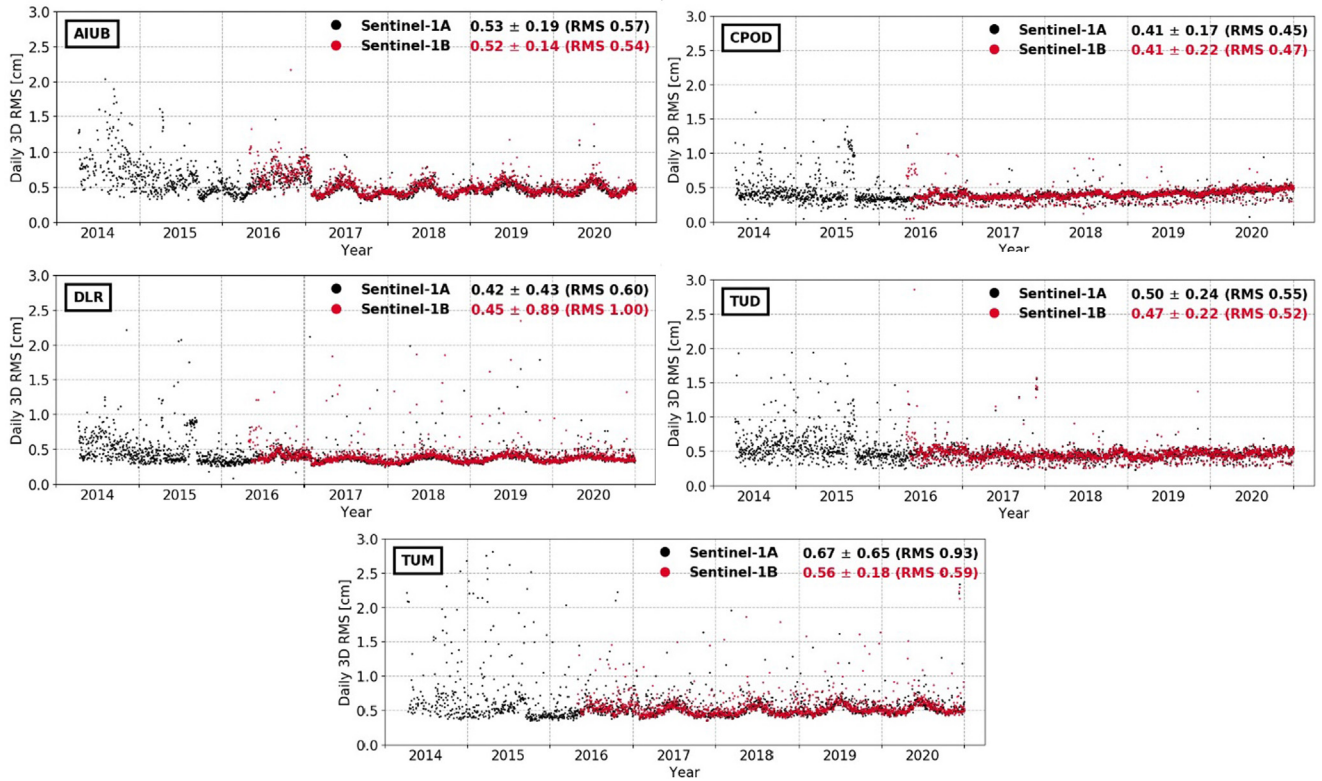 AIUB
Sentinel-1A 0.53 ± 0.19 (RMS 0.57)
Sentinel-1B 0.52 ± 0.14 (RMS 0.54)
Daily 3D RMS [cm]
3.0
2.5
2.0
1.5
1.0
0.5
0.0
2014 2015 2016 2017 2018 2019 2020
Year
CPOD
Sentinel-1A 0.41 ± 0.17 (RMS 0.45)
Sentinel-1B 0.41 ± 0.22 (RMS 0.47)
Daily 3D RMS [cm]
3.0
2.5
2.0
1.5
1.0
0.5
0.0
2014 2015 2016 2017 2018 2019 2020
Year
DLR
Sentinel-1A 0.42 ± 0.43 (RMS 0.60)
Sentinel-1B 0.45 ± 0.89 (RMS 1.00)
Daily 3D RMS [cm]
3.0
2.5
2.0
1.5
1.0
0.5
0.0
2014 2015 2016 2017 2018 2019 2020
Year
TUD
Sentinel-1A 0.50 ± 0.24 (RMS 0.55)
Sentinel-1B 0.47 ± 0.22 (RMS 0.52)
Daily 3D RMS [cm]
3.0
2.5
2.0
1.5
1.0
0.5
0.0
2014 2015 2016 2017 2018 2019 2020
Year
TUM
Sentinel-1A 0.67 ± 0.65 (RMS 0.93)
Sentinel-1B 0.56 ± 0.18 (RMS 0.59)
Daily 3D RMS [cm]
3.0
2.5
2.0
1.5
1.0
0.5
0.0
2014 2015 2016 2017 2018 2019 2020
Year